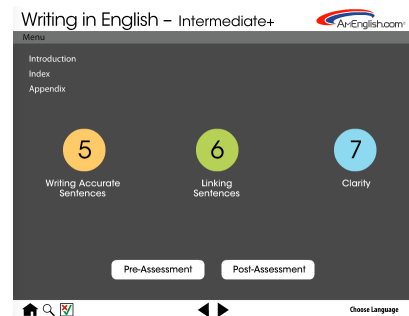 Writing in English – Intermediate+
AmEnglish.com®
Menu
Introduction
Index
Appendix
5
6
7
Writing Accurate
Sentences
Linking
Sentences
Clarity
Pre-Assessment
Post-Assessment
Choose Language